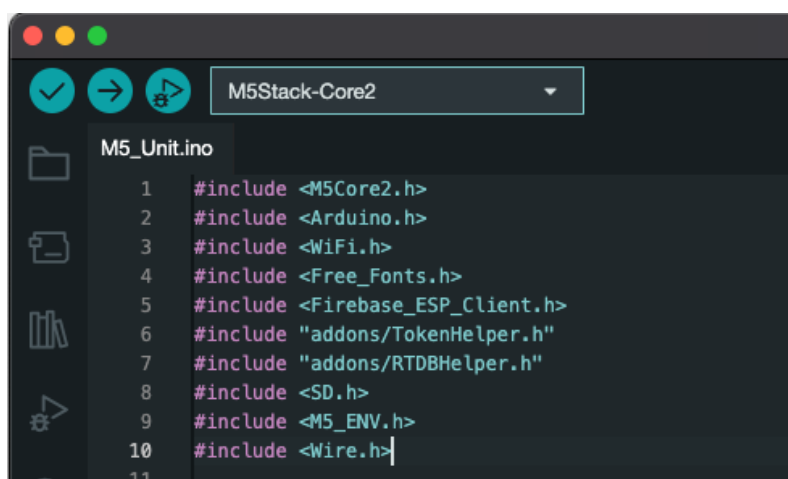 M5Stack-Core2
M5_Unit.ino
1 #include <M5Core2.h>
2 #include <Arduino.h>
3 #include <WiFi.h>
4 #include <Free_Fonts.h>
5 #include <Firebase_ESP_Client.h>
6 #include "addons/TokenHelper.h"
7 #include "addons/RTDBHelper.h"
8 #include <SD.h>
9 #include <M5_ENV.h>
10 #include <Wire.h>
11